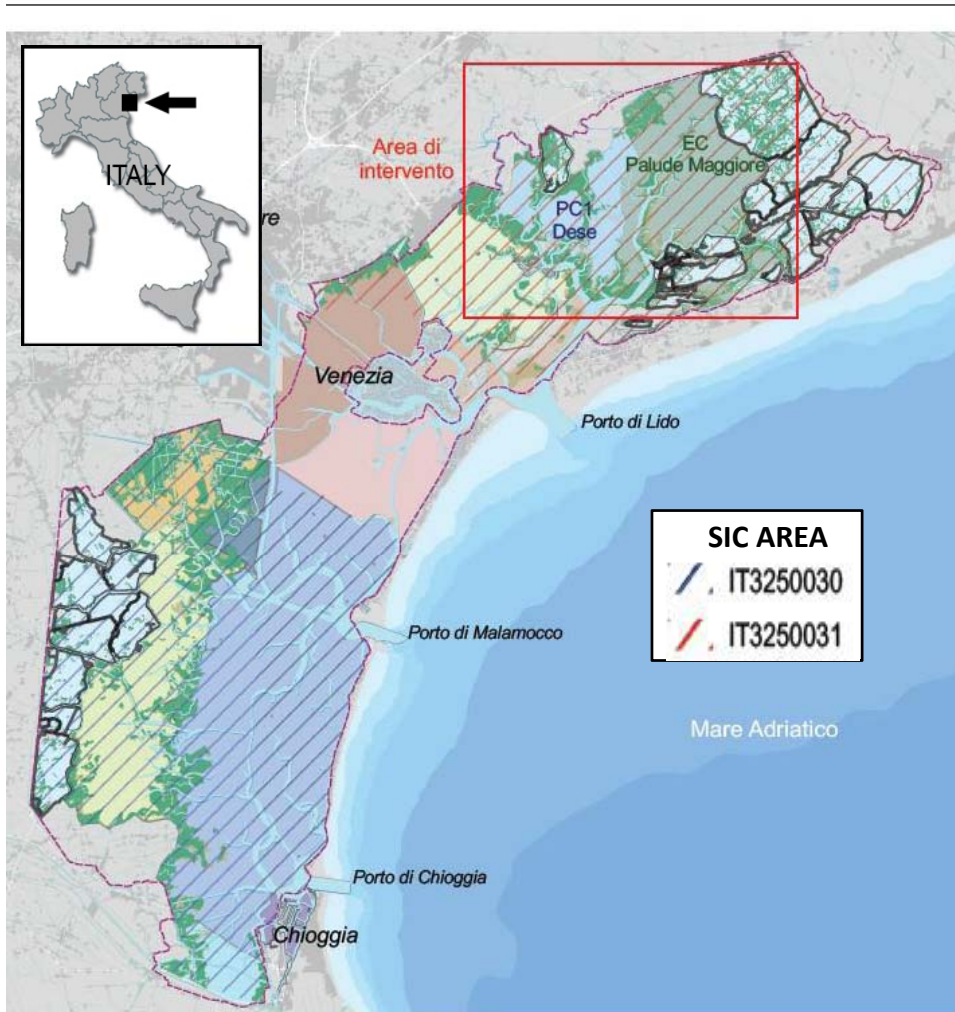 ITALY
re
Area di
intervento
EC
Palude Maggiore
PC1
Dese
Venezia
Porto di Lido
SIC AREA
IT3250030
IT3250031
Porto di Malamocco
Mare Adriatico
Porto di Chioggia
Chioggia